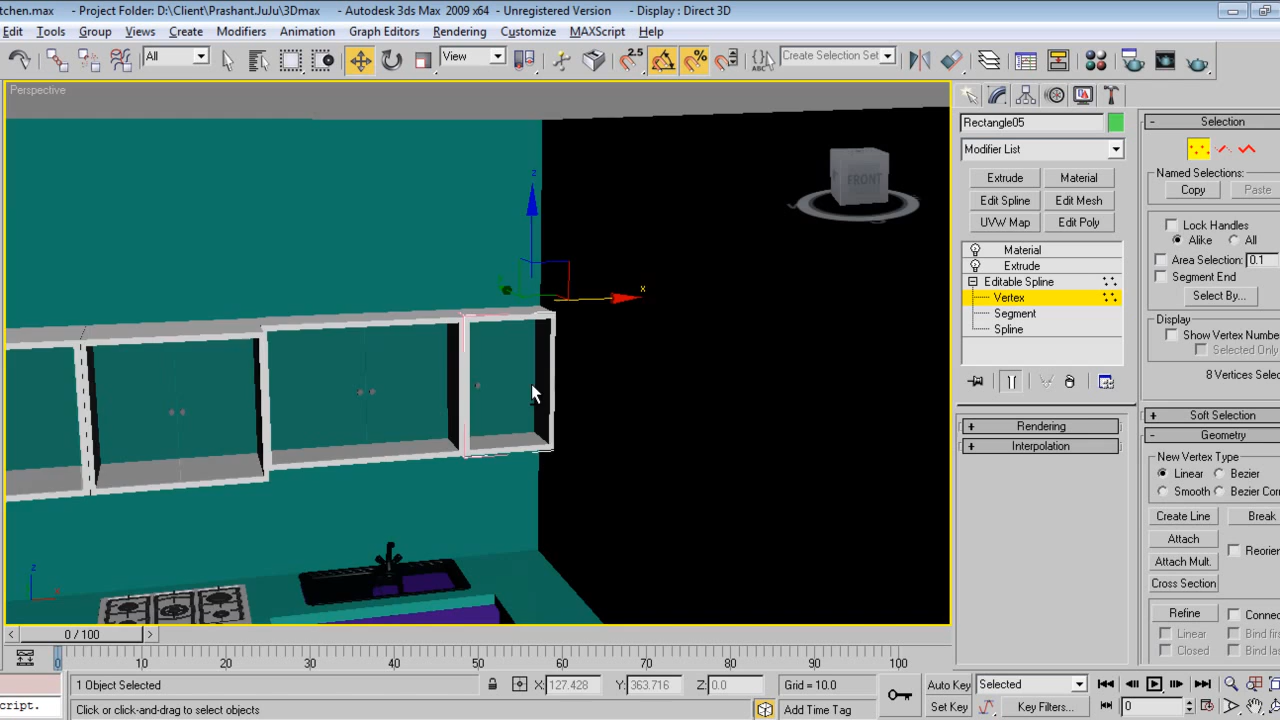 tchen.max - Project Folder: D:\Client\Prashant.JuJu\3Dmax - Autodesk 3ds Max 2009 x64 - Unregistered Version - Display : Direct 3D
Edit Tools Group Views Create Modifiers Animation Graph Editors Rendering Customize MAXScript Help
All View 2.5 % ABC Create Selection Set
Perspective
FRONT
z
x
z
Rectangle05
Modifier List
Extrude Material
Edit Spline Edit Mesh
UVW Map Edit Poly
Material
Extrude
Editable Spline
Vertex
Segment
Spline
+ Rendering
+ Interpolation
- Selection
Named Selections:
Copy Paste
Lock Handles
Alike All
Area Selection: 0.1
Segment End
Select By...
Display
Show Vertex Number
Selected Only
8 Vertices Selec
+ Soft Selection
- Geometry
New Vertex Type
Linear Bezier
Smooth Bezier Cor
Create Line Break
Attach Reorie
Attach Mult.
Cross Section
Refine Connec
Linear Bind firs
Closed Bind las
< 0 / 100 >
0 10 20 30 40 50 60 70 80 90 100
1 Object Selected X: 127.428 Y: 363.716 Z: 0.0 Grid = 10.0 Auto Key Selected
cript. Click or click-and-drag to select objects Add Time Tag Set Key Key Filters... 0